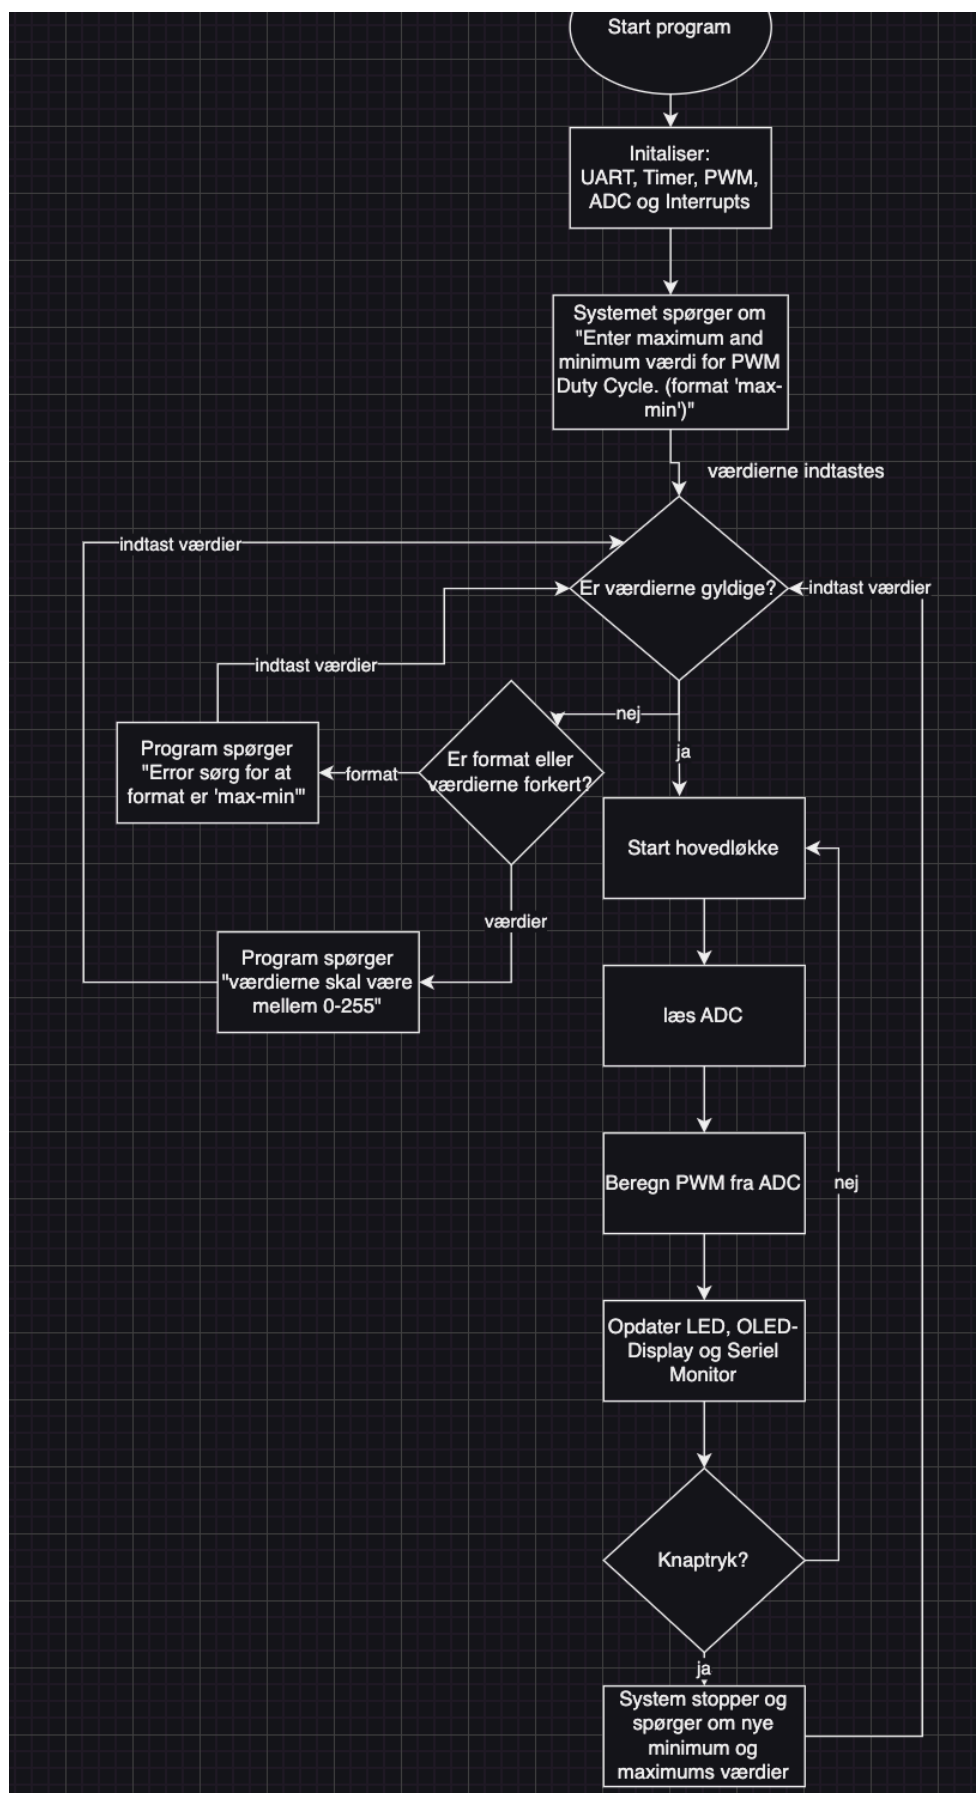 Start program
Initaliser:
UART, Timer, PWM,
ADC og Interrupts
Systemet spørger om
"Enter maximum and
minimum værdi for PWM
Duty Cycle. (format 'max-
min')"
værdierne indtastes
indtast værdier
Er værdierne gyldige?
indtast værdier
indtast værdier
nej
ja
Er format eller
værdierne forkert?
format
Program spørger
"Error sørg for at
format er 'max-min'"
værdier
Program spørger
"værdierne skal være
mellem 0-255"
Start hovedløkke
læs ADC
Beregn PWM fra ADC
nej
Opdater LED, OLED-
Display og Seriel
Monitor
Knaptryk?
ja
System stopper og
spørger om nye
minimum og
maximums værdier